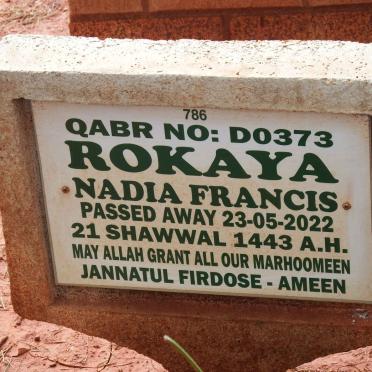 786
QABR NO: D0373
ROKAYA
NADIA FRANCIS
PASSED AWAY 23-05-2022
21 SHAWWAL 1443 A.H.
MAY ALLAH GRANT ALL OUR MARHOOMEEN
JANNATUL FIRDOSE - AMEEN